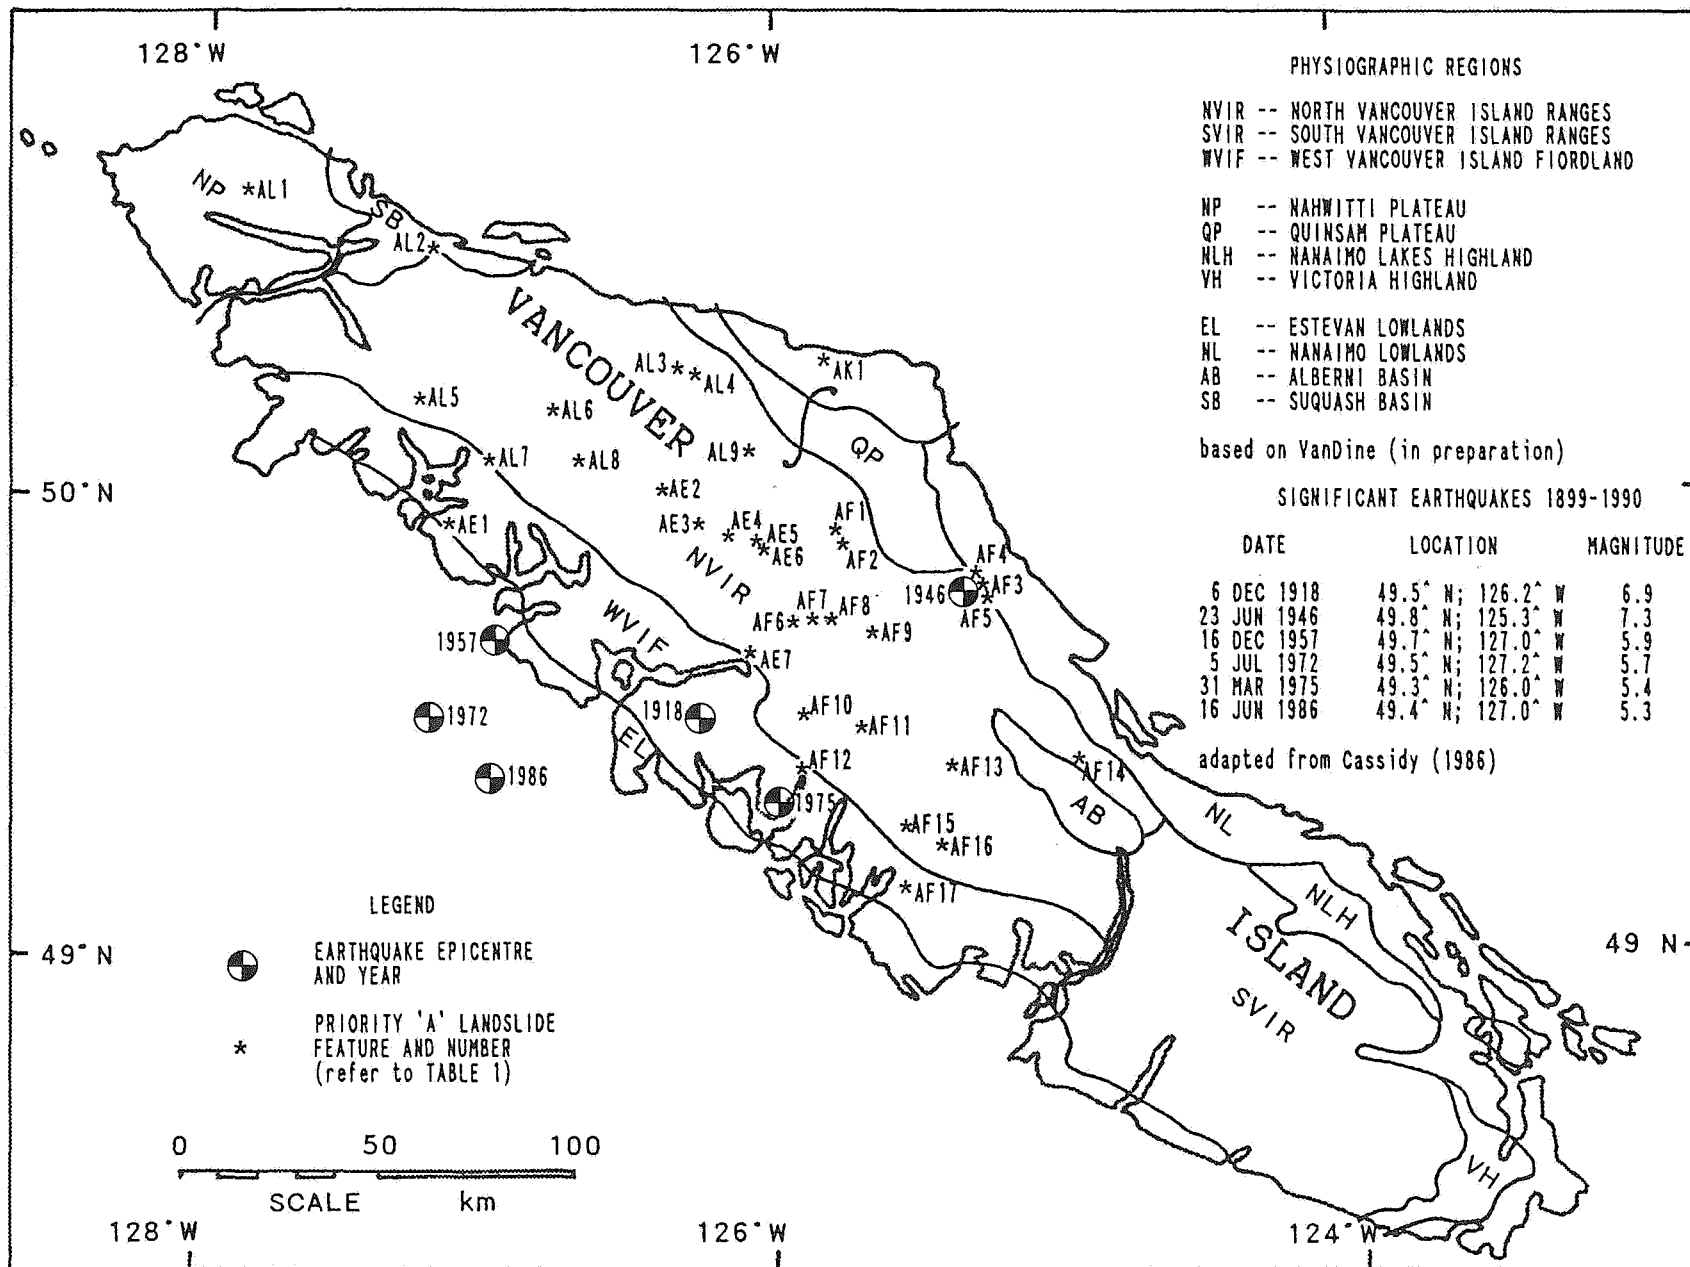 128°W
126°W
PHYSIOGRAPHIC REGIONS
NVIR -- NORTH VANCOUVER ISLAND RANGES
SVIR -- SOUTH VANCOUVER ISLAND RANGES
WVIF -- WEST VANCOUVER ISLAND FIORDLAND
NP -- NAHWITTI PLATEAU
QP -- QUINSAM PLATEAU
NLH -- NANAIMO LAKES HIGHLAND
VH -- VICTORIA HIGHLAND
EL -- ESTEVAN LOWLANDS
NL -- NANAIMO LOWLANDS
AB -- ALBERNI BASIN
SB -- SUQUASH BASIN
based on VanDine (in preparation)
SIGNIFICANT EARTHQUAKES 1899-1990
DATE LOCATION MAGNITUDE
6 DEC 1918 49.5^ N; 126.2^ W 6.9
23 JUN 1946 49.8^ N; 125.3^ W 7.3
16 DEC 1957 49.7^ N; 127.0^ W 5.9
5 JUL 1972 49.5^ N; 127.2^ W 5.7
31 MAR 1975 49.3^ N; 126.0^ W 5.4
16 JUN 1986 49.4^ N; 127.0^ W 5.3
adapted from Cassidy (1986)
NP *AL1
SB
AL2*
VANCOUVER
AL3* *AL4
*AK1
*AL5
*AL6
QP
AL9*
*AL7
*AL8
50°N
*AE2
*AE1
AE3*
AE4
*
*AE5
*AE6
AF1
*
*AF2
NVIR
AF4
*
*AF3
1946
*
AF5
AF7
AF6* * *AF8
*AF9
WVIF
1957
*AE7
1972
1918
*AF10
*AF11
EL
*AF12
*AF13
*AF14
1986
1975
AB
NL
*AF15
*AF16
*AF17
NLH
ISLAND
SVIR
49°N
49 N
VH
LEGEND
EARTHQUAKE EPICENTRE
AND YEAR
PRIORITY 'A' LANDSLIDE
* FEATURE AND NUMBER
(refer to TABLE 1)
0 50 100
SCALE km
128°W
126°W
124°W